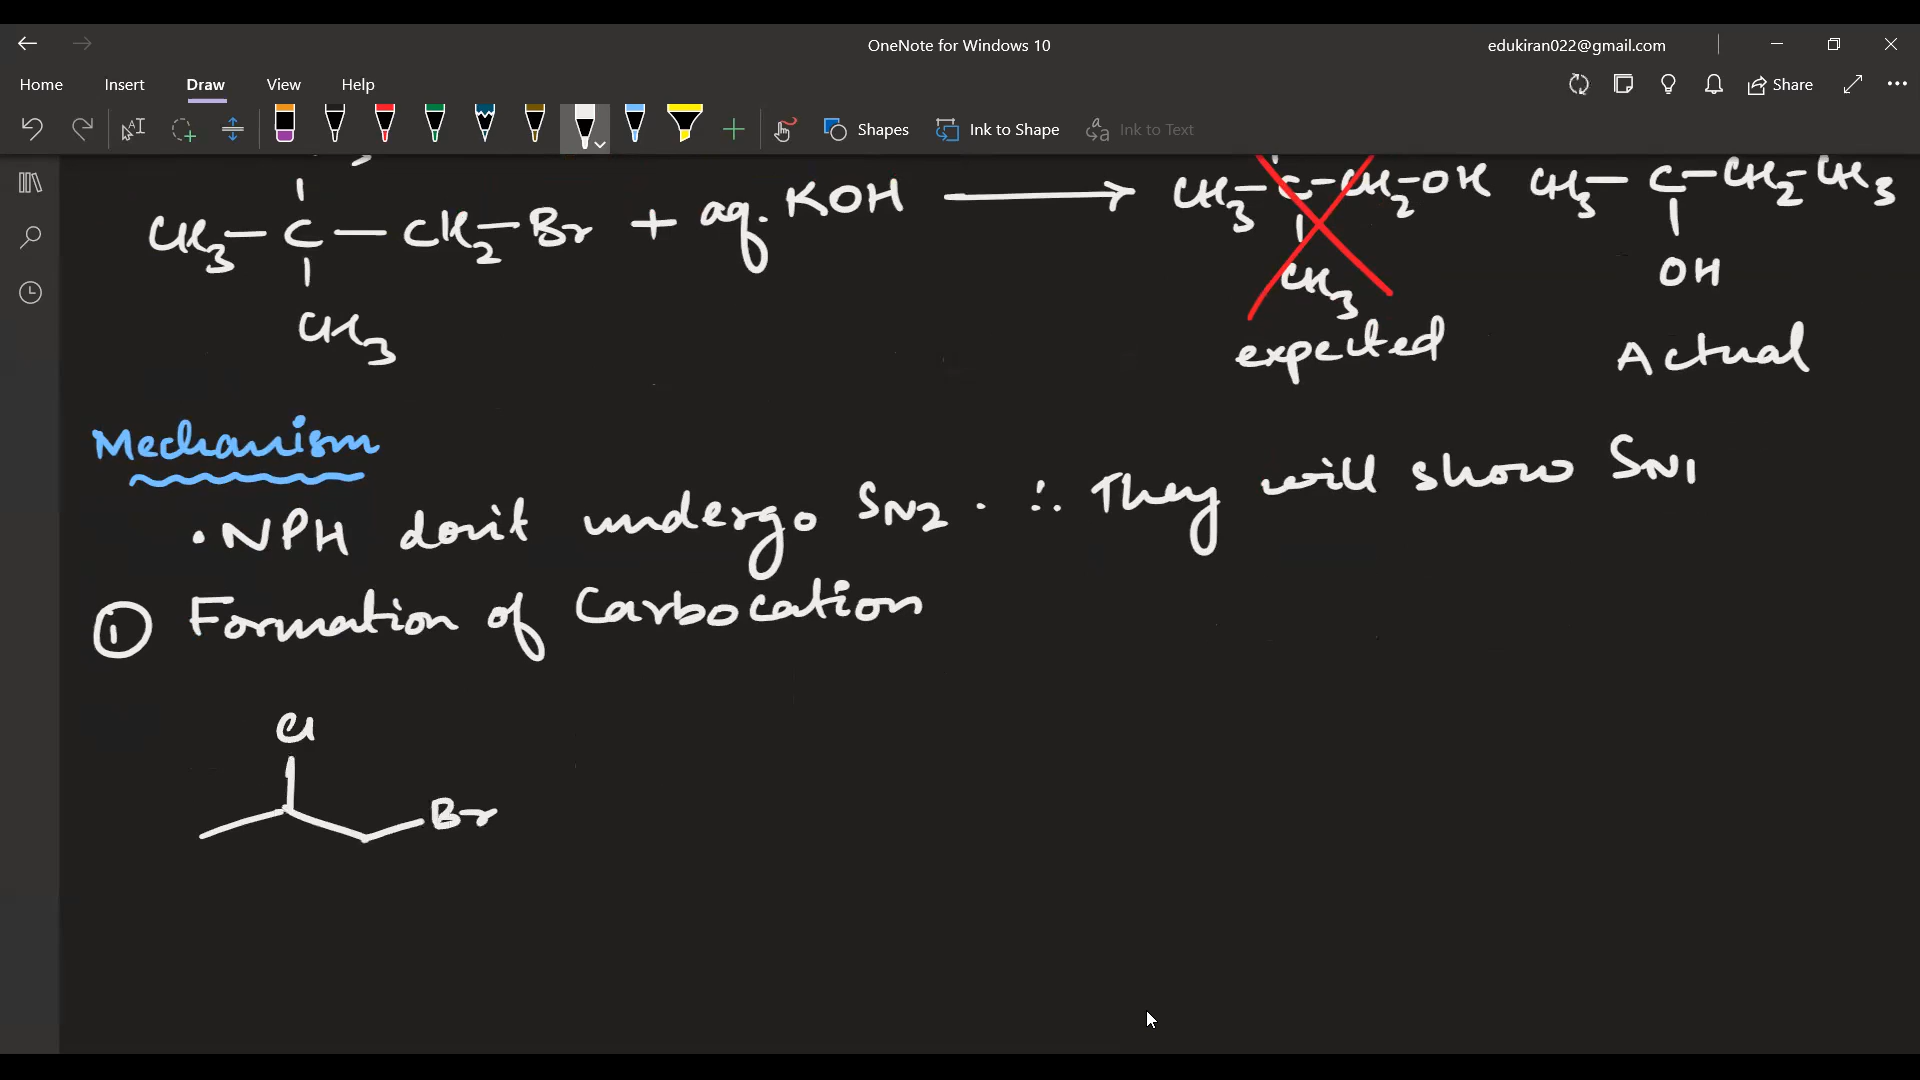 OneNote for Windows 10
edukiran022@gmail.com
Home Insert Draw View Help
Share
Shapes Ink to Shape Ink to Text
CH3 — C — CH2 — Br + aq. KOH ⟶ CH3 — C — CH2 — OH CH3 — C — CH2 — CH3
CH3
CH3
OH
expected
Actual
Mechanism
• NPH don't undergo SN2 . ∴ They will show SN1
① Formation of Carbocation
Cl
Br